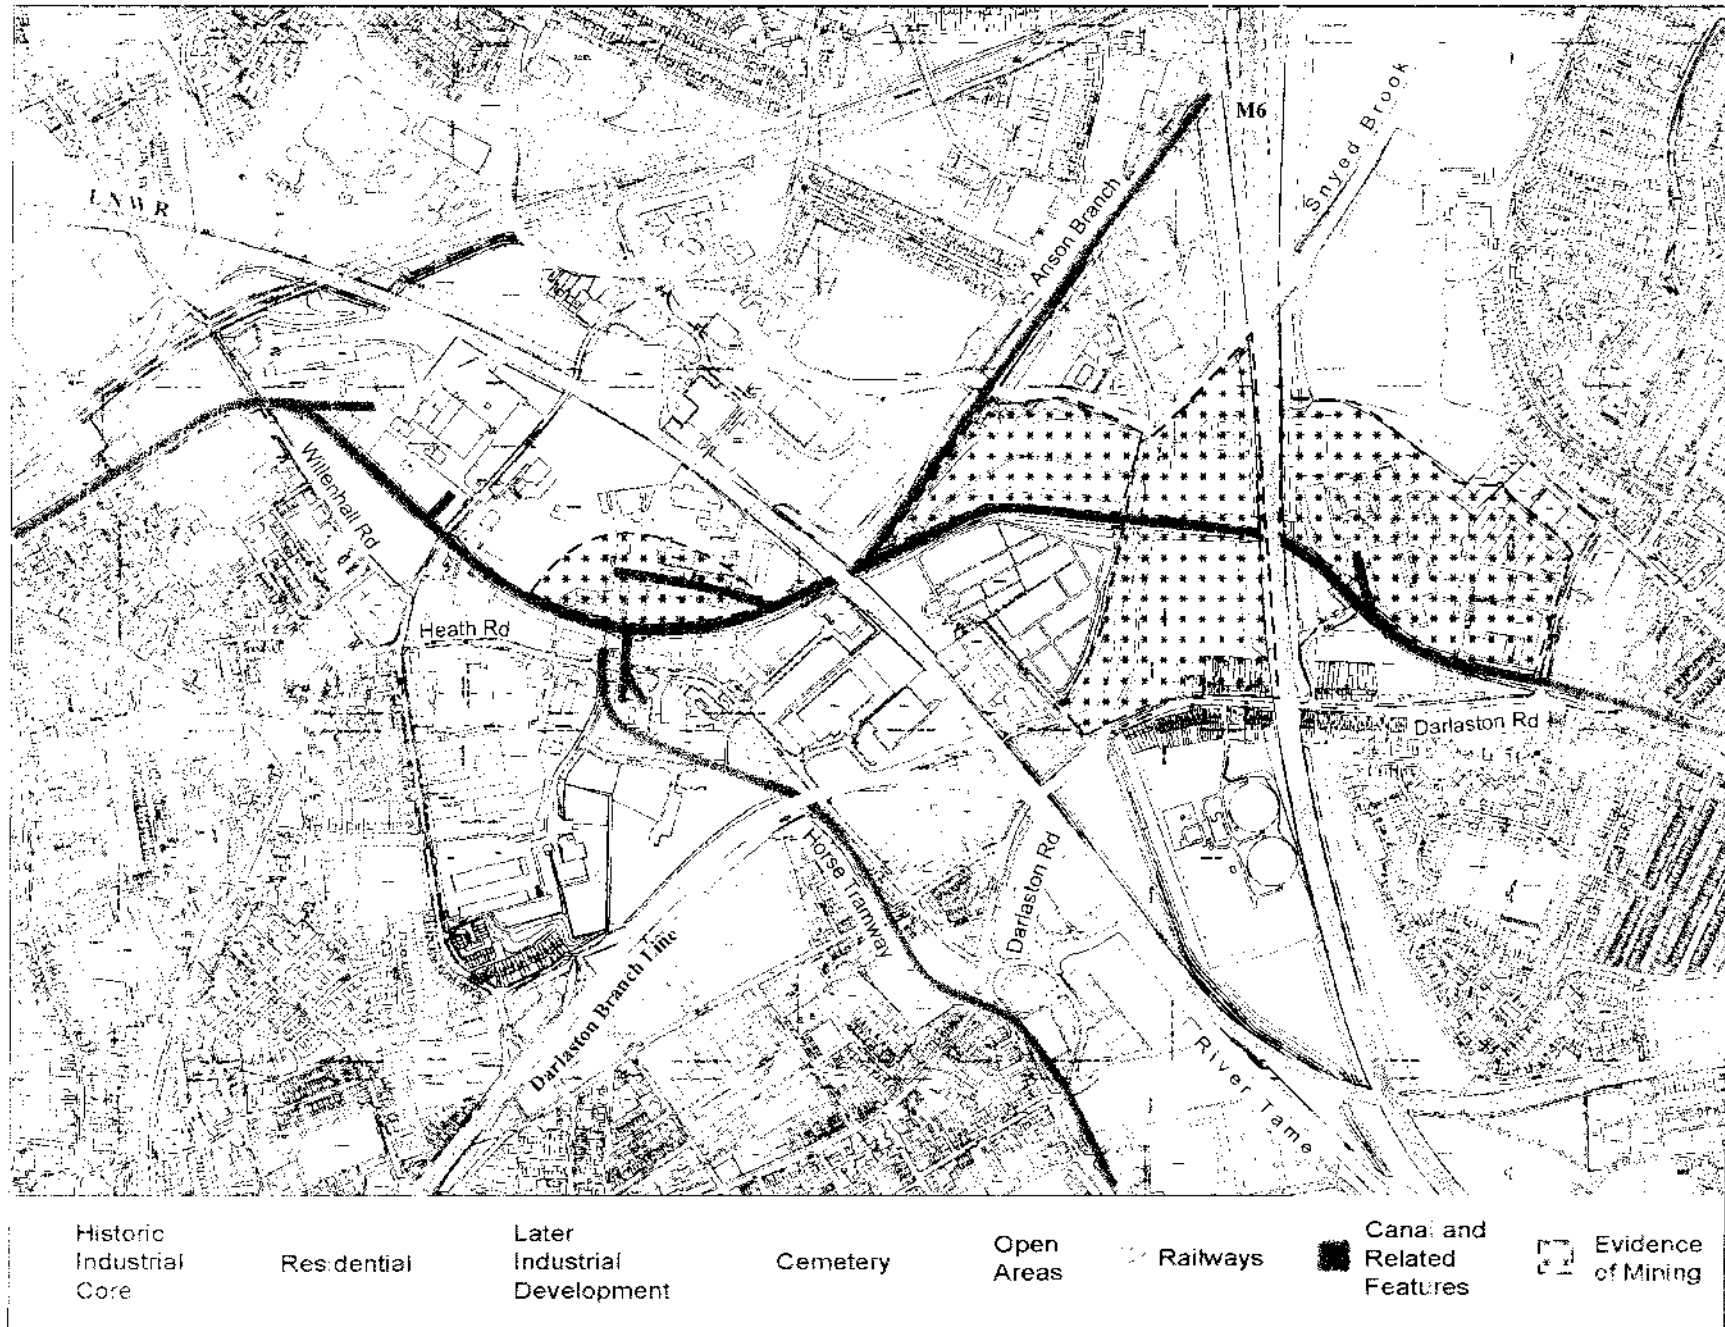 M6
Snyed Brook
LNWR
Anson Branch
Willenhall Rd
Heath Rd
Darlaston Rd
Horse Tramway
Darlaston Rd
Darlaston Branch Line
River Tame
Historic
Industrial
Core
Residential
Later
Industrial
Development
Cemetery
Open
Areas
Railways
Canal and
Related
Features
Evidence
of Mining